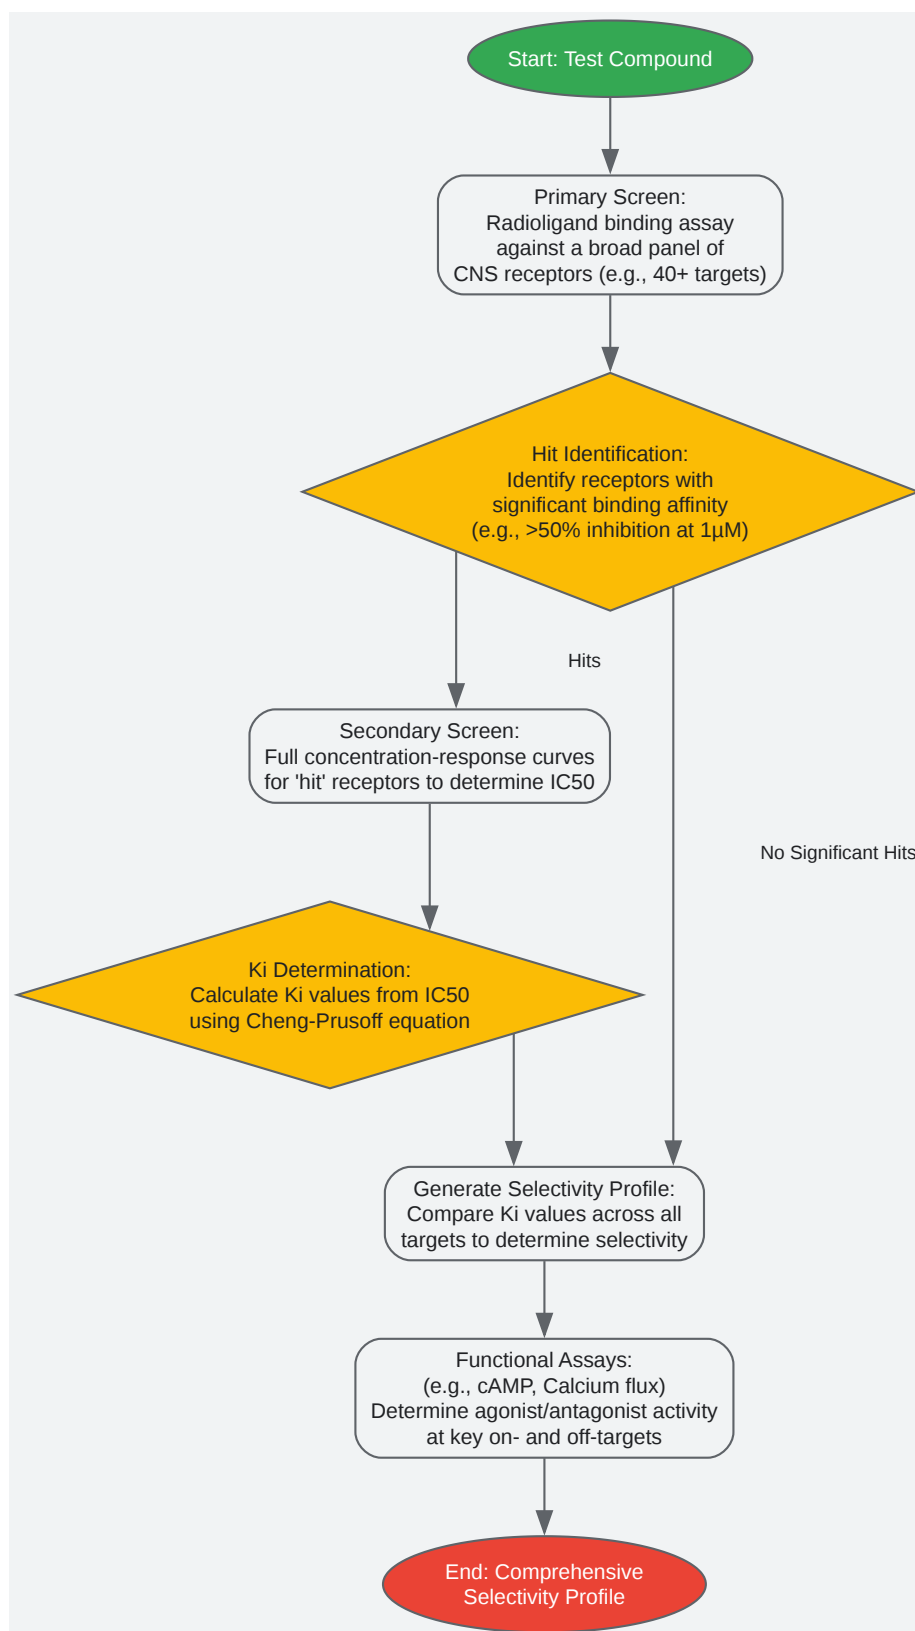 Start: Test Compound
Primary Screen:
Radioligand binding assay
against a broad panel of
CNS receptors (e.g., 40+ targets)
Hit Identification:
Identify receptors with
significant binding affinity
(e.g., >50% inhibition at 1µM)
Hits
Secondary Screen:
Full concentration-response curves
for 'hit' receptors to determine IC50
No Significant Hits
Ki Determination:
Calculate Ki values from IC50
using Cheng-Prusoff equation
Generate Selectivity Profile:
Compare Ki values across all
targets to determine selectivity
Functional Assays:
(e.g., cAMP, Calcium flux)
Determine agonist/antagonist activity
at key on- and off-targets
End: Comprehensive
Selectivity Profile